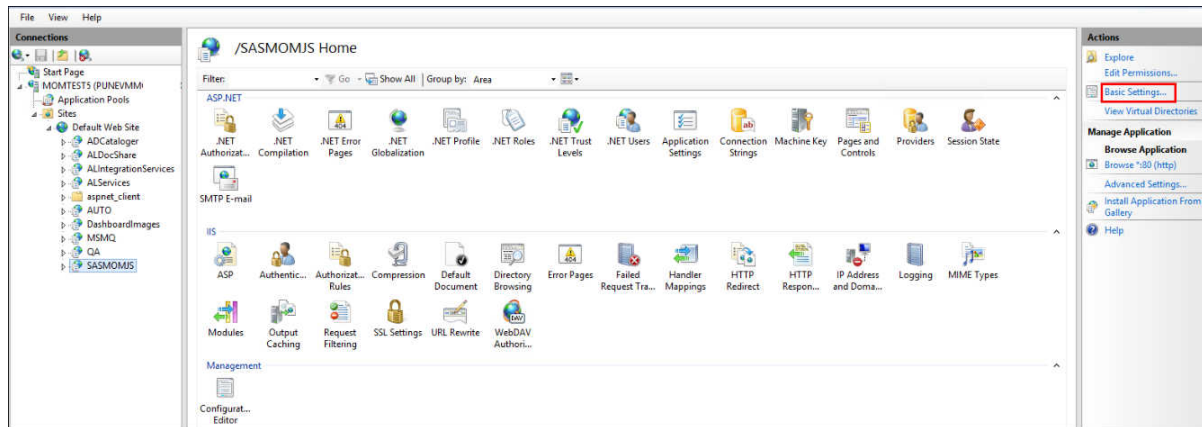 File View Help
Connections
Start Page
MOMTEST5 (PUNEVMM
Application Pools
Sites
Default Web Site
ADCataloger
ALDocShare
ALIntegrationServices
ALServices
aspnet_client
AUTO
DashboardImages
MSMQ
QA
SASMOMJS
/SASMOMJS Home
Filter: Go Show All Group by: Area
ASP.NET
.NET Authorizat... .NET Compilation .NET Error Pages .NET Globalization .NET Profile .NET Roles .NET Trust Levels .NET Users Application Settings Connection Strings Machine Key Pages and Controls Providers Session State
SMTP E-mail
IIS
ASP Authentic... Authorizat... Rules Compression Default Document Directory Browsing Error Pages Failed Request Tra... Handler Mappings HTTP Redirect HTTP Respon... IP Address and Doma... Logging MIME Types
Modules Output Caching Request Filtering SSL Settings URL Rewrite WebDAV Authori...
Management
Configurat... Editor
Actions
Explore
Edit Permissions...
Basic Settings...
View Virtual Directories
Manage Application
Browse Application
Browse *:80 (http)
Advanced Settings...
Install Application From
Gallery
Help